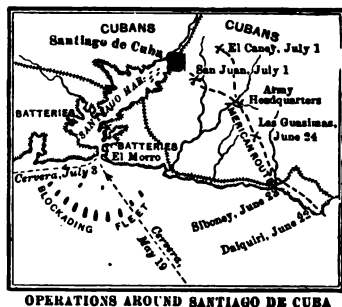 CUBANS
CUBANS
Santiago de Cuba
El Caney, July 1
San Juan, July 1
Army
Headquarters
SANTIAGO HAR.
BATTERIES
Las Guasimas,
June 24
AMERICAN ROUTE
BATTERIES
El Morro
Cervera, July 3
BLOCKADING FLEET
Siboney, June 23
Daiquiri, June 22
Cervera,
May 19
OPERATIONS AROUND SANTIAGO DE CUBA